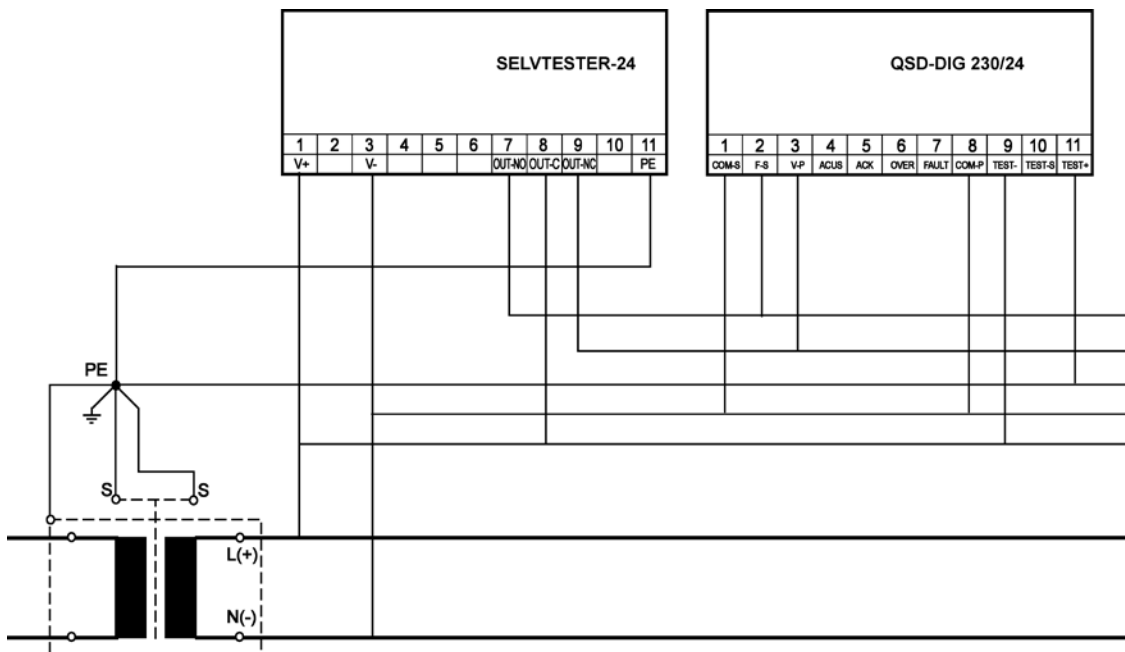 SELVTESTER-24 QSD-DIG 230/24
1 2 3 4 5 6 7 8 9 10 11 1 2 3 4 5 6 7 8 9 10 11
V+ V- OUT-NO OUT-C OUT-NC PE COM-S F-S V-P ACUS ACK OVER FAULT COM-P TEST- TEST-S TEST+
PE
S S
L(+)
N(-)